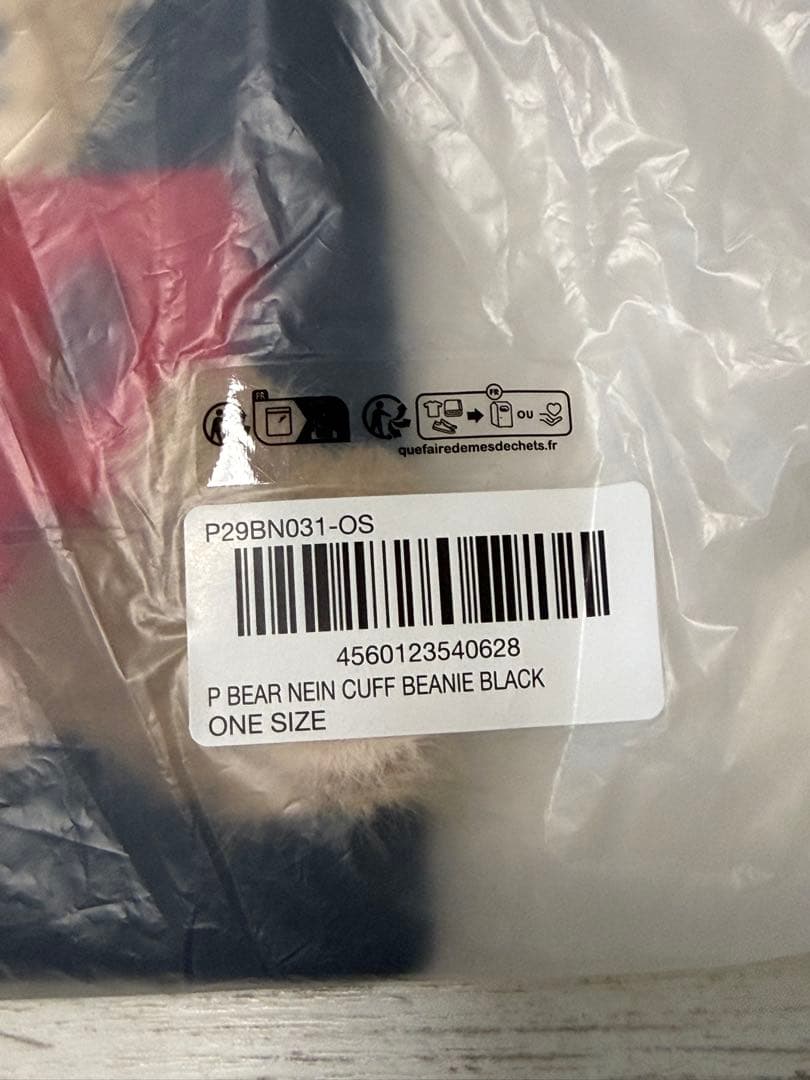 FR
FR
OU
quefairedemesdechets.fr
P29BN031-OS
4560123540628
P BEAR NEIN CUFF BEANIE BLACK
ONE SIZE